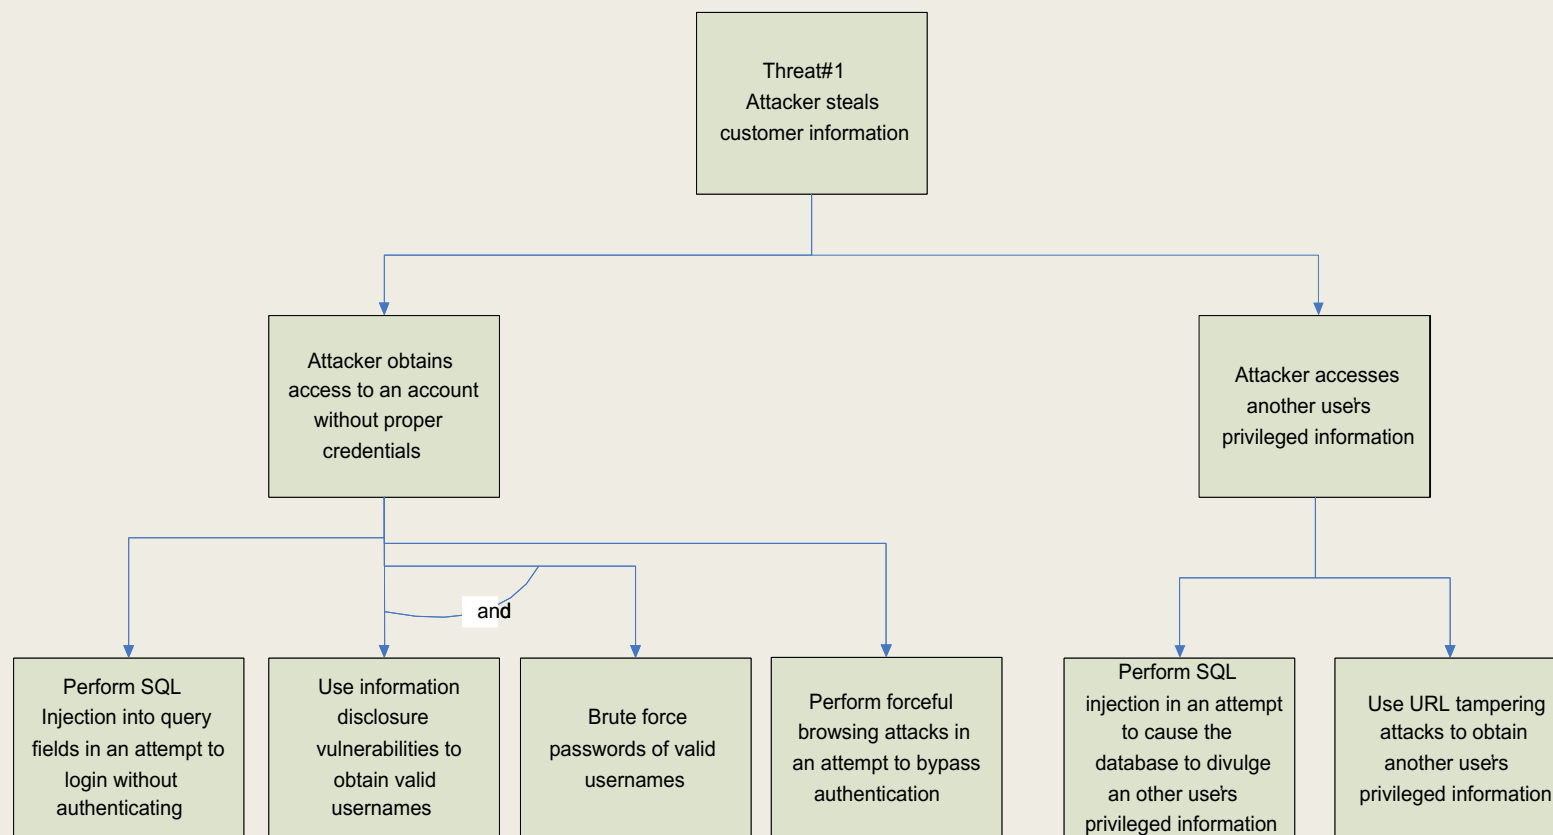 Threat#1
Attacker steals
customer information
Attacker obtains
access to an account
without proper
credentials
Attacker accesses
another user's
privileged information
and
Perform SQL
Injection into query
fields in an attempt to
login without
authenticating
Use information
disclosure
vulnerabilities to
obtain valid
usernames
Brute force
passwords of valid
usernames
Perform forceful
browsing attacks in
an attempt to bypass
authentication
Perform SQL
injection in an attempt
to cause the
database to divulge
an other user's
privileged information
Use URL tampering
attacks to obtain
another user's
privileged information